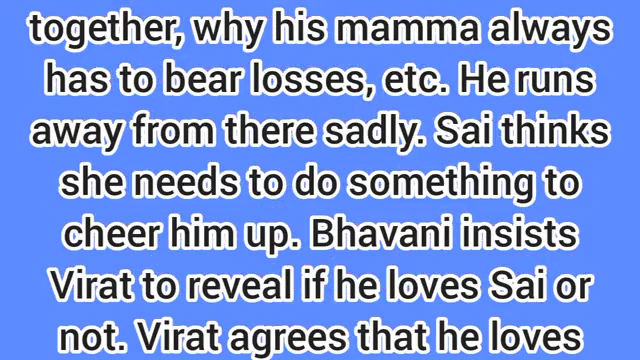 together, why his mamma always
has to bear losses, etc. He runs
away from there sadly. Sai thinks
she needs to do something to
cheer him up. Bhavani insists
Virat to reveal if he loves Sai or
not. Virat agrees that he loves